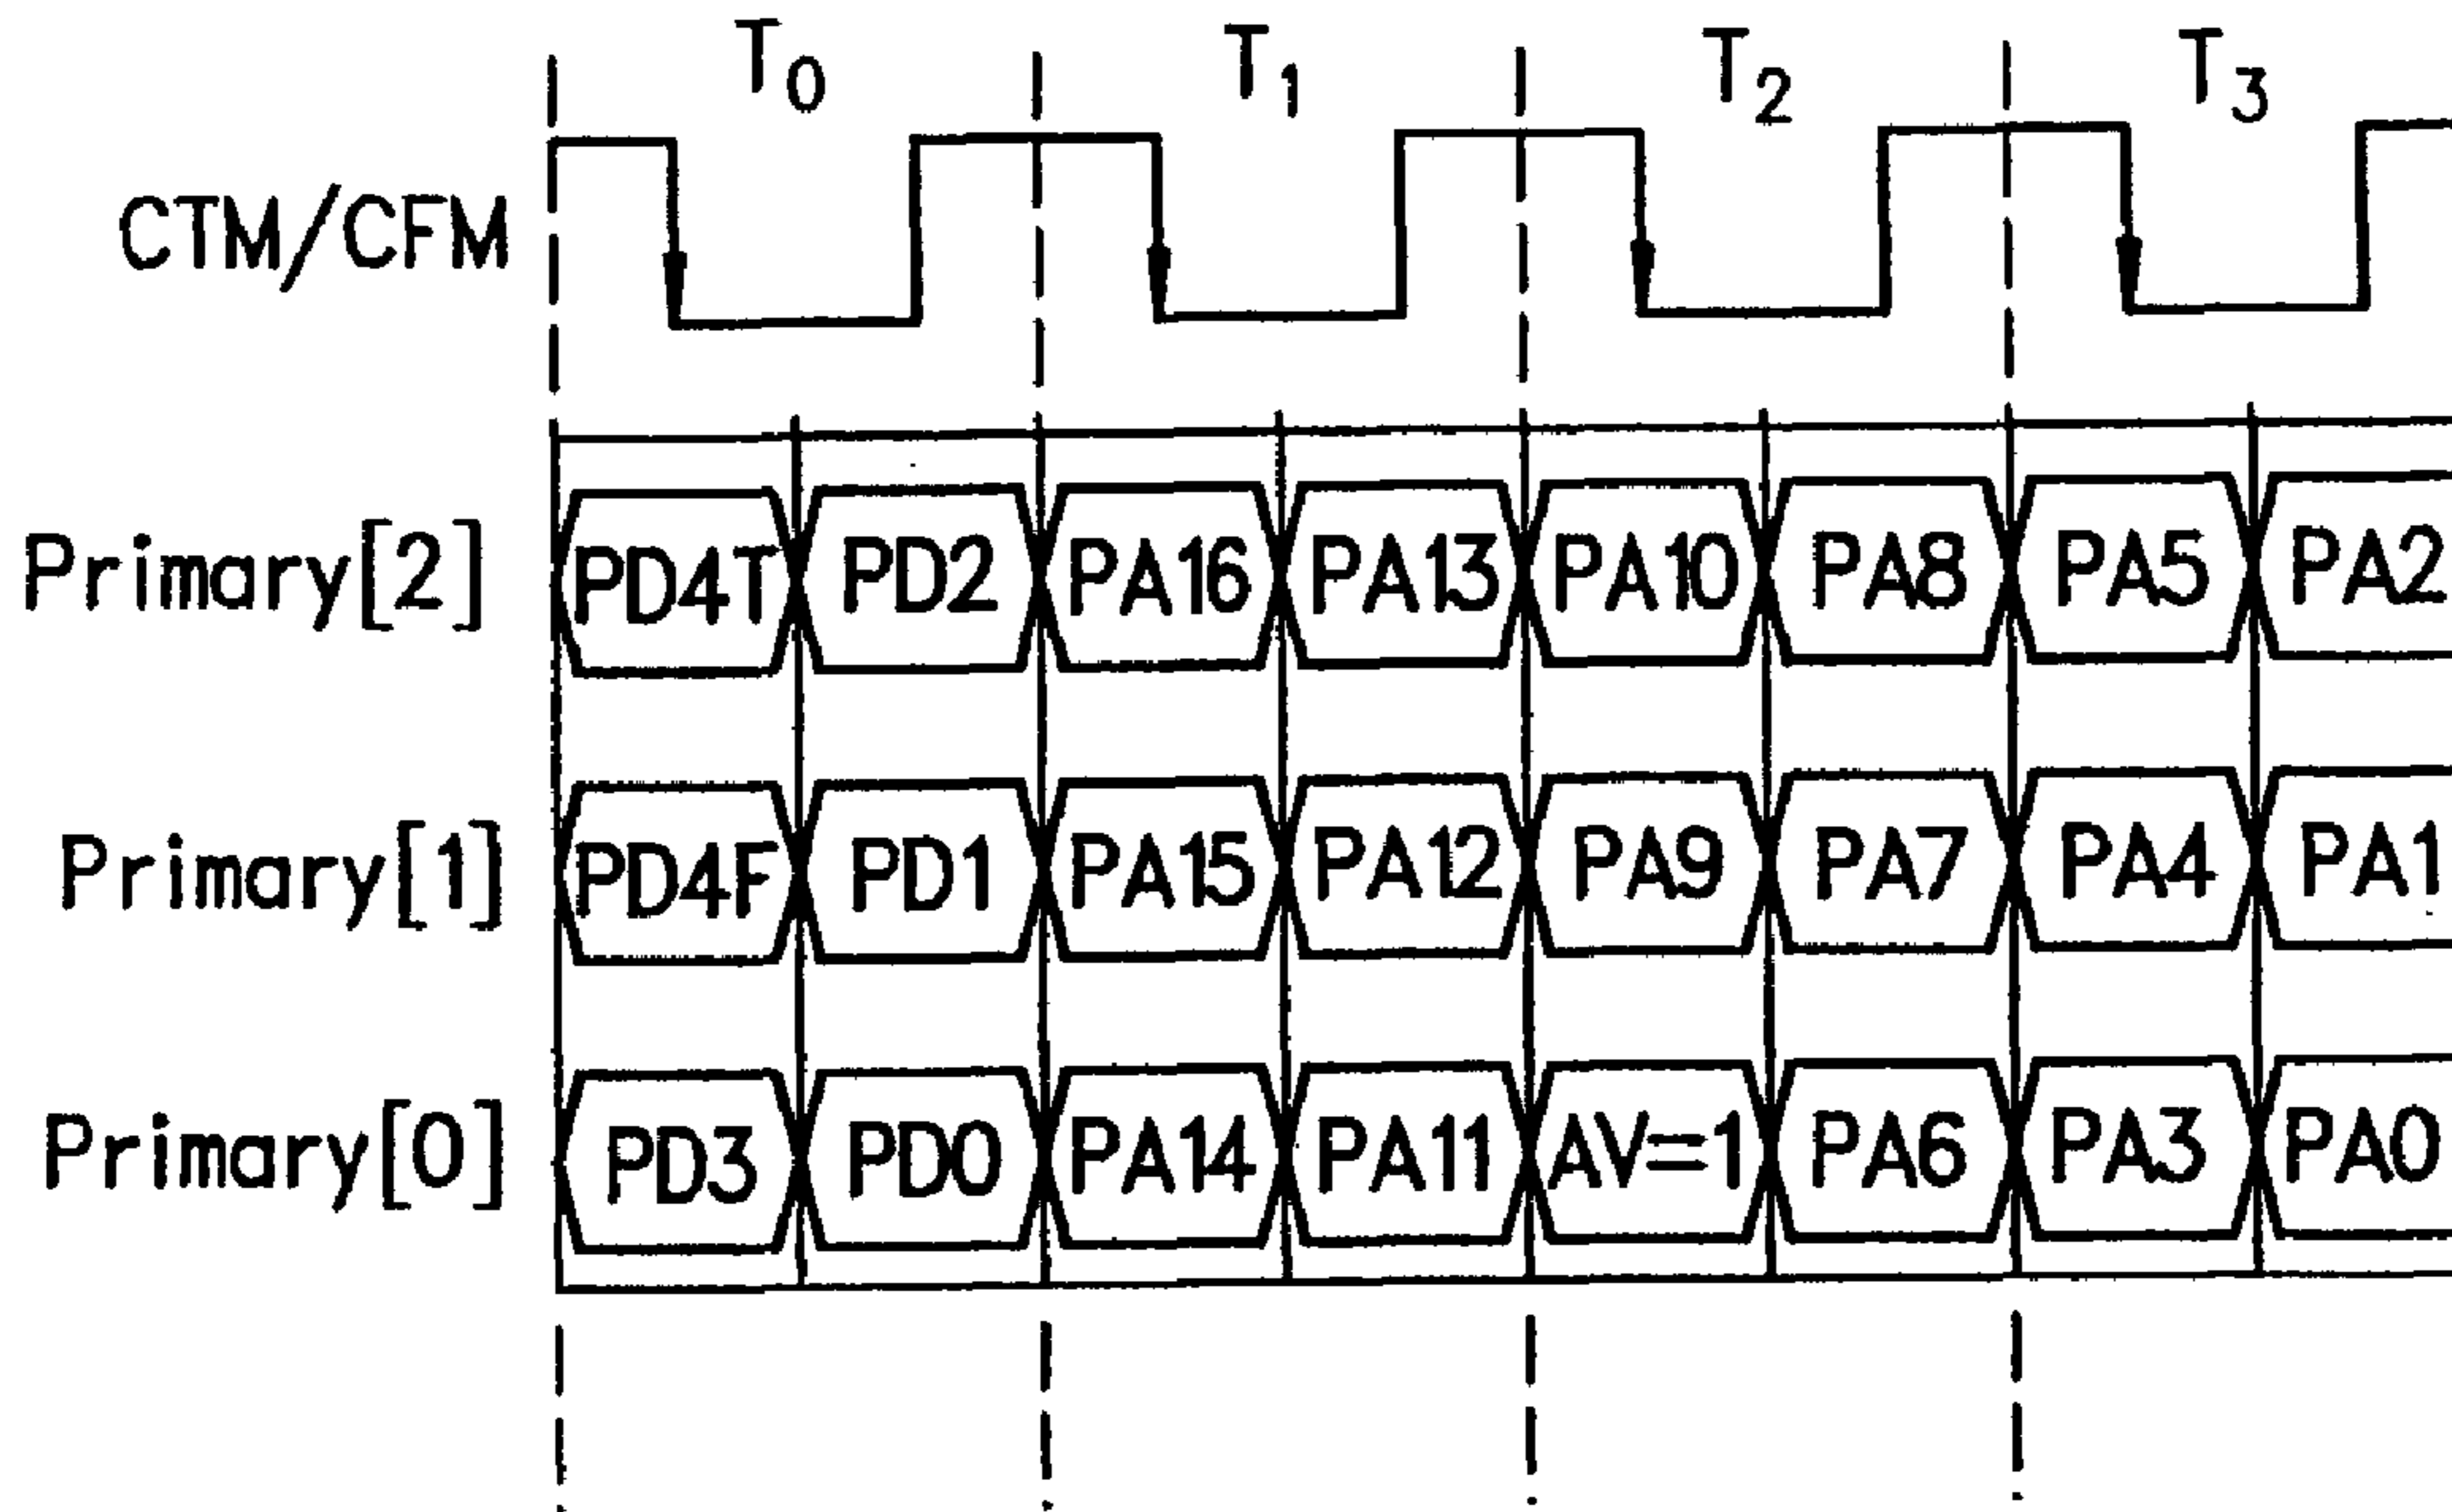 T0 T1 T2 T3
CTM/CFM
Primary[2] PD4T PD2 PA16 PA13 PA10 PA8 PA5 PA2
Primary[1] PD4F PD1 PA15 PA12 PA9 PA7 PA4 PA1
Primary[0] PD3 PD0 PA14 PA11 AV=1 PA6 PA3 PA0